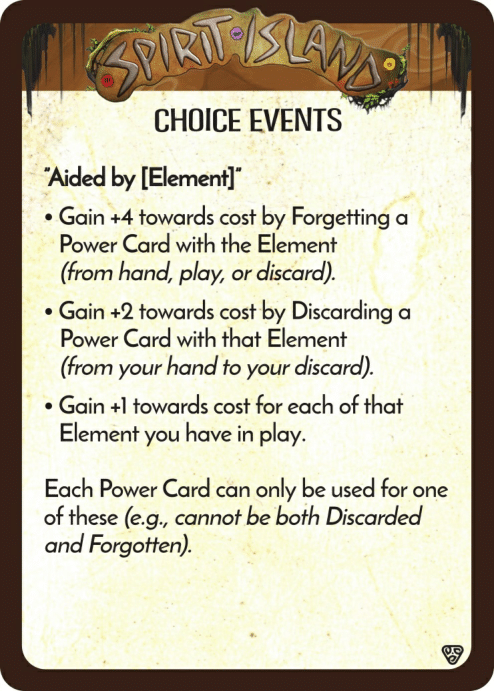 SPIRIT ISLAND
CHOICE EVENTS
"Aided by [Element]"
• Gain +4 towards cost by Forgetting a
Power Card with the Element
(from hand, play, or discard).
• Gain +2 towards cost by Discarding a
Power Card with that Element
(from your hand to your discard).
• Gain +1 towards cost for each of that
Element you have in play.
Each Power Card can only be used for one
of these (e.g., cannot be both Discarded
and Forgotten).